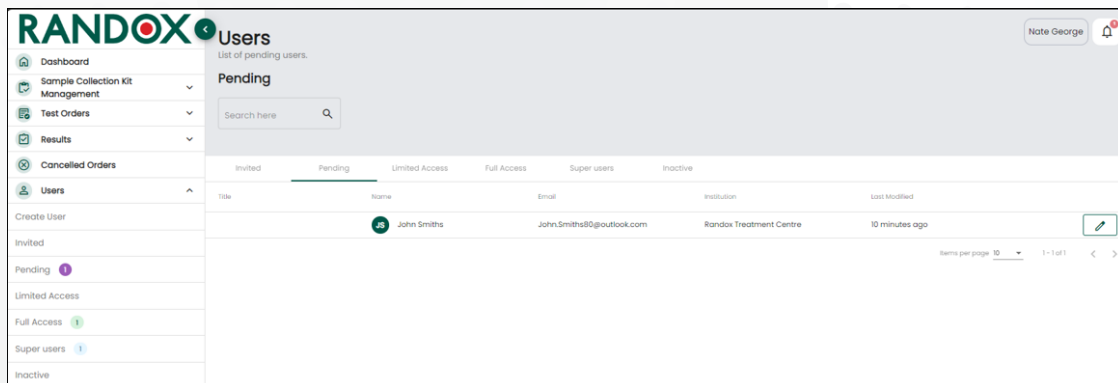 RANDOX
Dashboard
Sample Collection Kit
Management
Test Orders
Results
Cancelled Orders
Users
Create User
Invited
Pending 1
Limited Access
Full Access 1
Super users 1
Inactive
Users
List of pending users.
Pending
Search here
Nate George
Invited Pending Limited Access Full Access Super users Inactive
Title Name Email Institution Last Modified
JS John Smiths John.Smiths80@outlook.com Randox Treatment Centre 10 minutes ago
Items per page 10 1 - 1 of 1